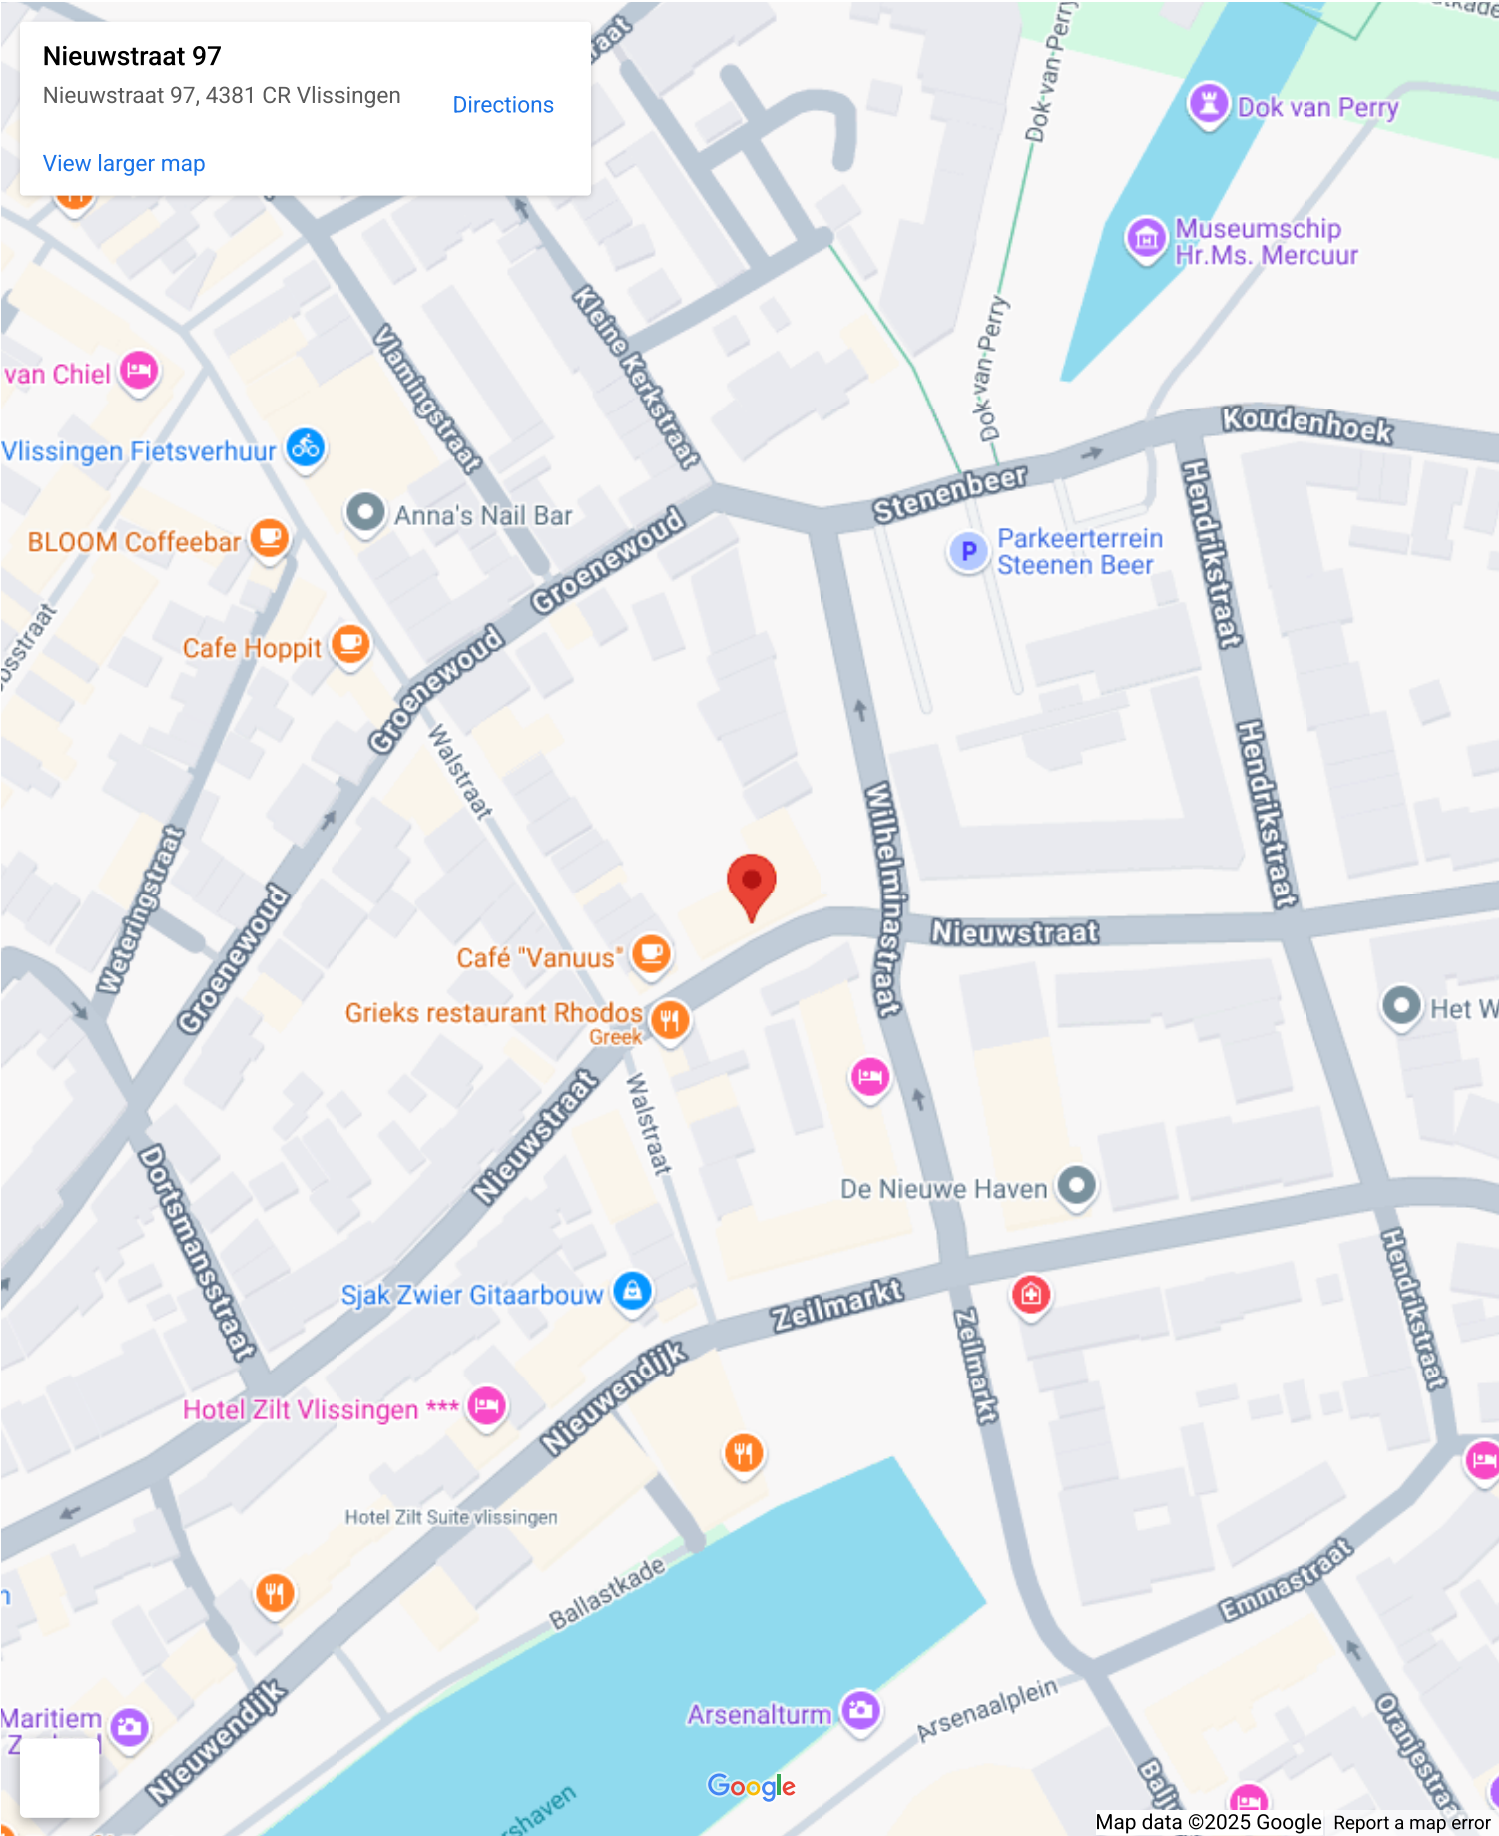 Nieuwstraat 97
Nieuwstraat 97, 4381 CR Vlissingen
Directions
View larger map
raat
Dok van Perry
Dok van Perry
Museumschip
Hr.Ms. Mercuur
Kleine Kerkstraat
Vlamingstraat
van Chiel
Dok van Perry
Koudenhoek
Vlissingen Fietsverhuur
Anna's Nail Bar
Stenenbeer
BLOOM Coffeebar
Groenewoud
Parkeerterrein
Steenen Beer
Hendrikstraat
Cafe Hoppit
osstraat
Groenewoud
Walstraat
Hendrikstraat
Wilhelminastraat
Weteringstraat
Groenewoud
Nieuwstraat
Café "Vanuus"
Grieks restaurant Rhodos
Greek
Het W
Walstraat
Nieuwstraat
De Nieuwe Haven
Dortsmansstraat
Sjak Zwier Gitaarbouw
Zeilmarkt
Hendrikstraat
Zeilmarkt
Nieuwendijk
Hotel Zilt Vlissingen ***
Hotel Zilt Suite vlissingen
Ballastkade
Emmastraat
n
Maritiem
Nieuwendijk
Arsenalturm
Arsenaalplein
Oranjestraat
rshaven
Google
Map data ©2025 Google
Report a map error